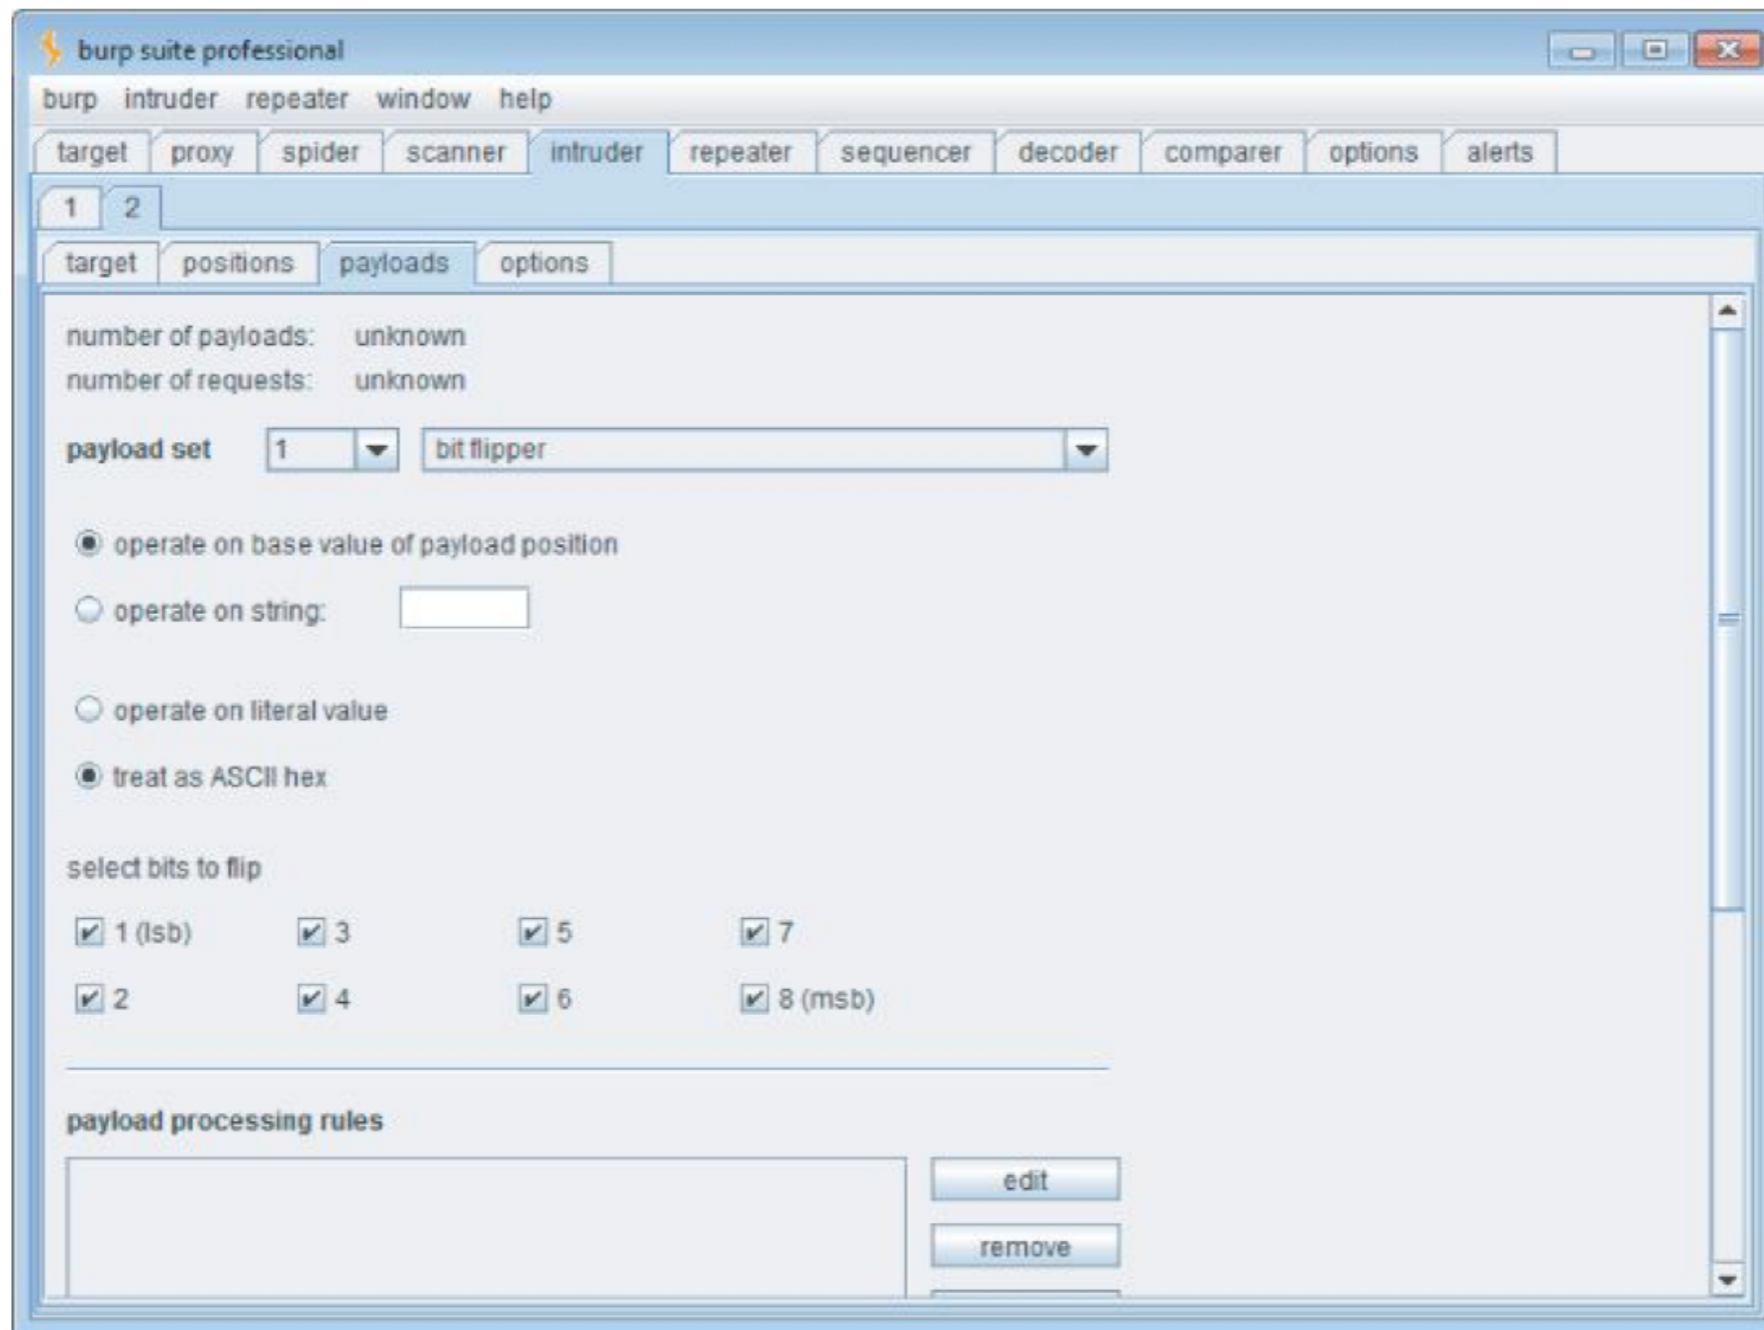 burp suite professional
burp intruder repeater window help
target proxy spider scanner intruder repeater sequencer decoder comparer options alerts
1 2
target positions payloads options
number of payloads: unknown
number of requests: unknown
payload set 1 bit flipper
operate on base value of payload position
operate on string:
operate on literal value
treat as ASCII hex
select bits to flip
1 (lsb) 3 5 7
2 4 6 8 (msb)
payload processing rules
edit
remove